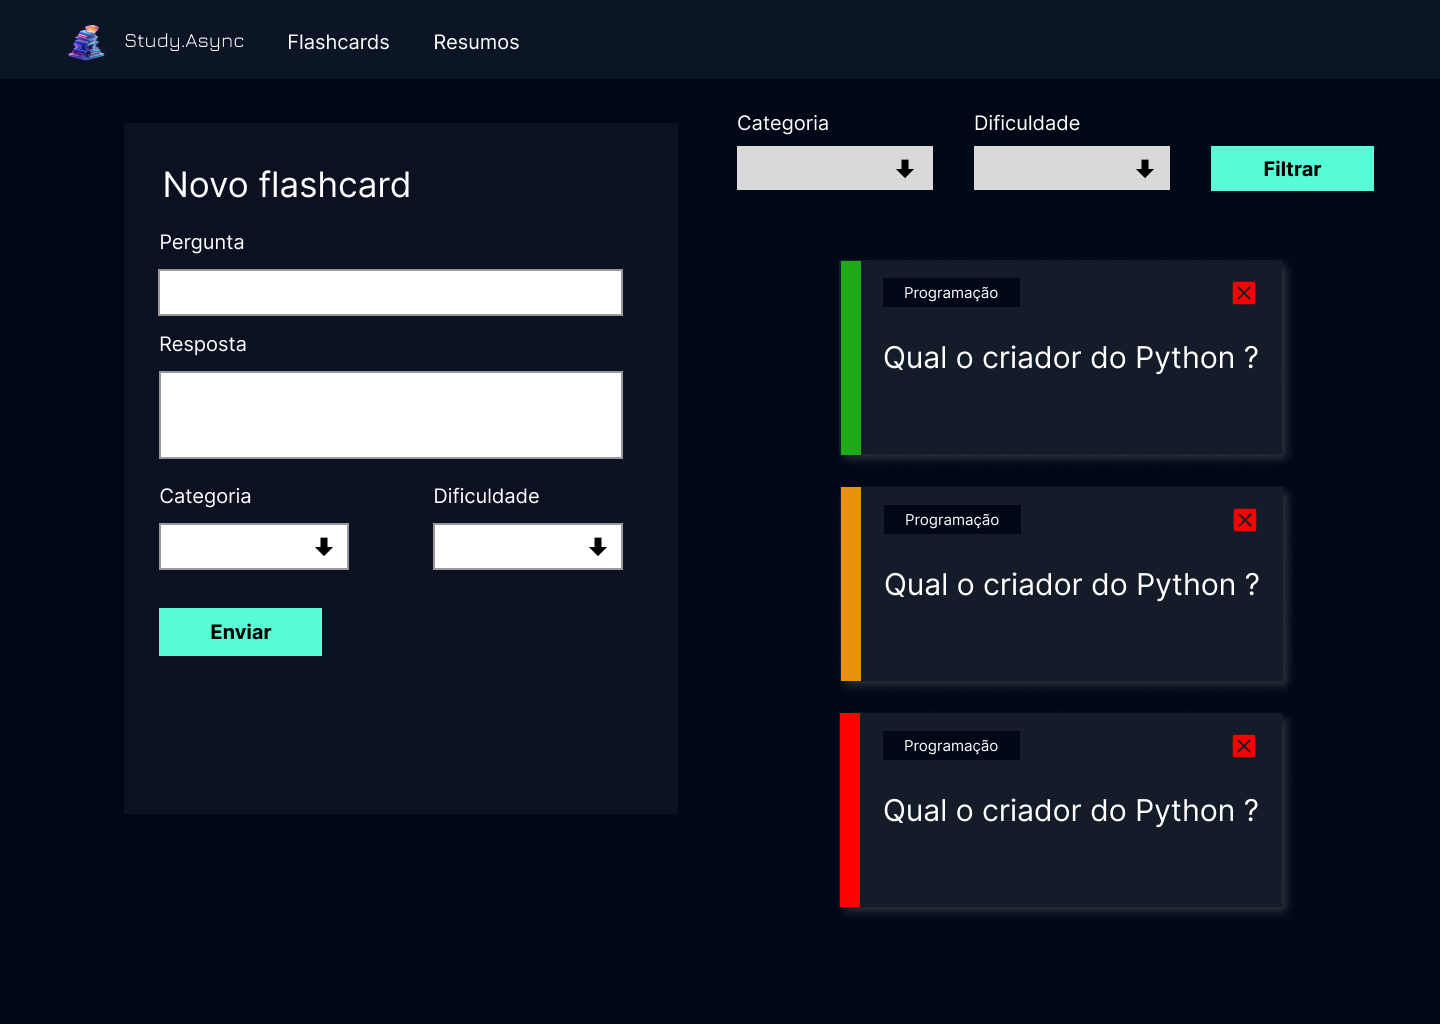 Study.Async
Flashcards
Resumos
Novo flashcard
Pergunta
Resposta
Categoria
Dificuldade
Enviar
Categoria
Dificuldade
Filtrar
Programação
Qual o criador do Python ?
Programação
Qual o criador do Python ?
Programação
Qual o criador do Python ?